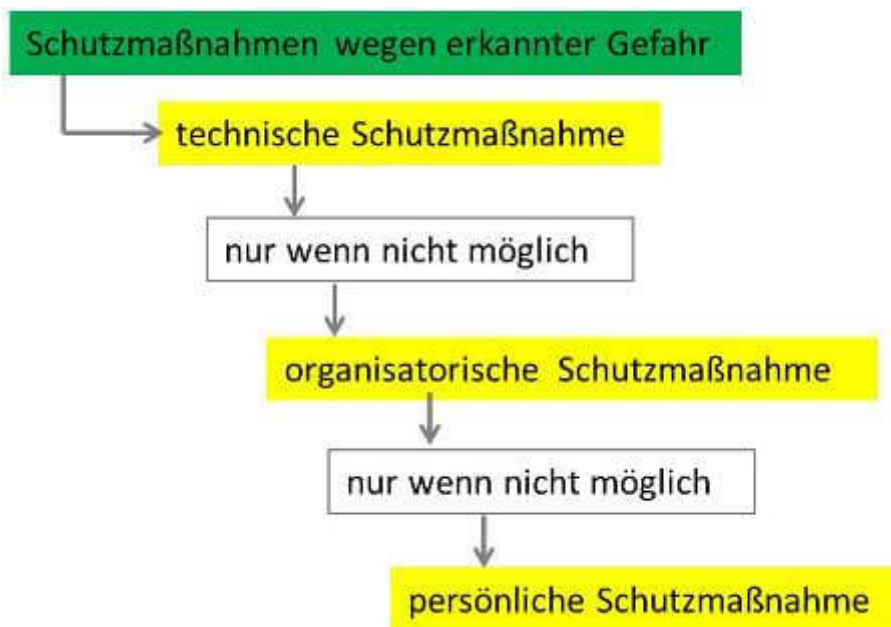 Schutzmaßnahmen wegen erkannter Gefahr
technische Schutzmaßnahme
nur wenn nicht möglich
organisatorische Schutzmaßnahme
nur wenn nicht möglich
persönliche Schutzmaßnahme